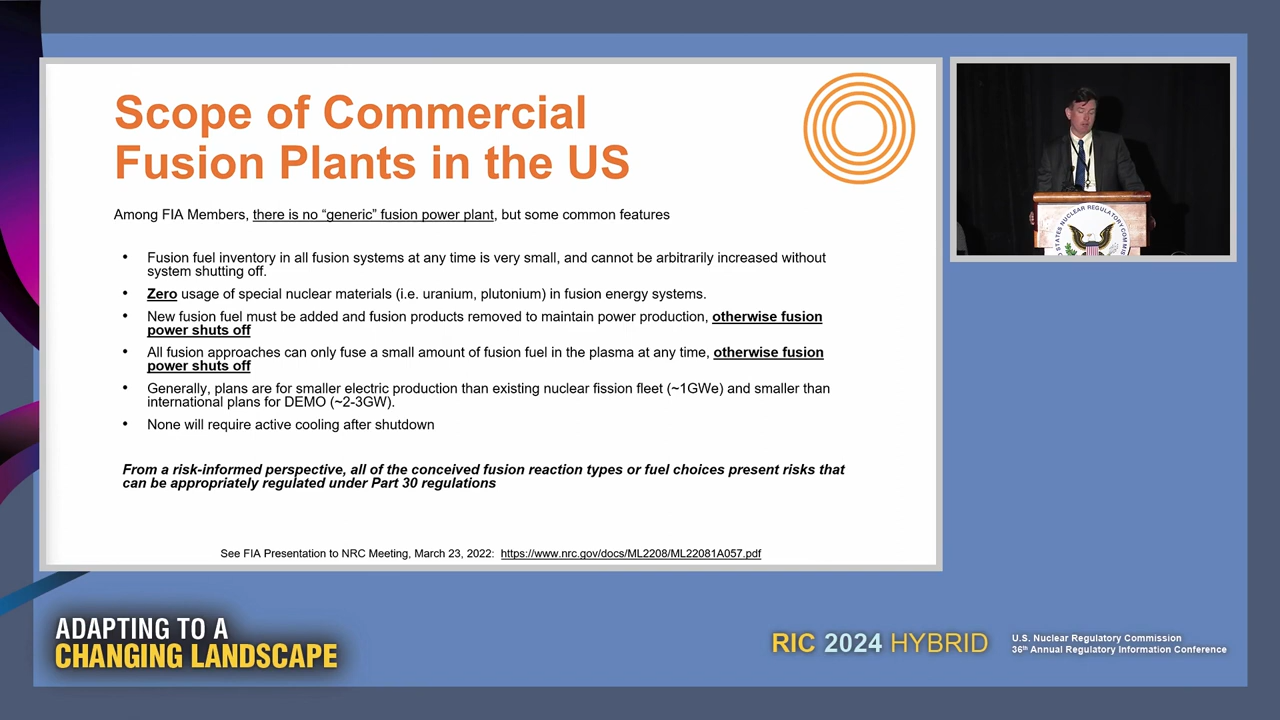 Scope of Commercial
Fusion Plants in the US
Among FIA Members, there is no “generic” fusion power plant, but some common features
• Fusion fuel inventory in all fusion systems at any time is very small, and cannot be arbitrarily increased without
system shutting off.
• Zero usage of special nuclear materials (i.e. uranium, plutonium) in fusion energy systems.
• New fusion fuel must be added and fusion products removed to maintain power production, otherwise fusion
power shuts off
• All fusion approaches can only fuse a small amount of fusion fuel in the plasma at any time, otherwise fusion
power shuts off
• Generally, plans are for smaller electric production than existing nuclear fission fleet (~1GWe) and smaller than
international plans for DEMO (~2-3GW).
• None will require active cooling after shutdown
From a risk-informed perspective, all of the conceived fusion reaction types or fuel choices present risks that
can be appropriately regulated under Part 30 regulations
See FIA Presentation to NRC Meeting, March 23, 2022: https://www.nrc.gov/docs/ML2208/ML22081A057.pdf
STATES NUCLEAR REGULATORY
ADAPTING TO A
CHANGING LANDSCAPE
RIC 2024 HYBRID
U.S. Nuclear Regulatory Commission
36th Annual Regulatory Information Conference